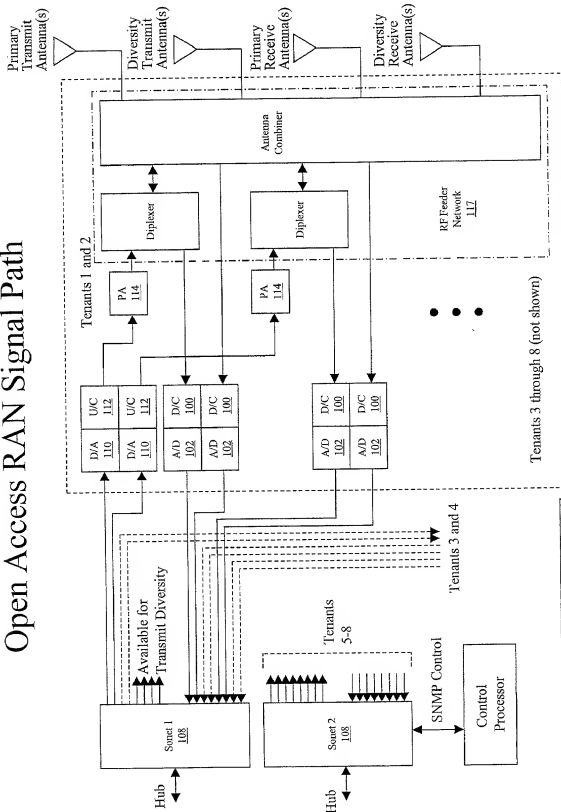 Open Access RAN Signal Path
Primary
Transmit
Antenna(s)
Diversity
Transmit
Antenna(s)
Primary
Receive
Antenna(s)
Diversity
Receive
Antenna(s)
Antenna
Combiner
Diplexer
Diplexer
RF Feeder
Network
117
Tenants 1 and 2
PA
114
PA
114
D/A
110
U/C
112
D/A
110
U/C
112
A/D
102
D/C
100
A/D
102
D/C
100
A/D
102
D/C
100
A/D
102
D/C
100
Tenants 3 through 8 (not shown)
Available for
Transmit Diversity
Tenants 3 and 4
Tenants
5-8
Sonet 1
108
Sonet 2
108
Hub
Hub
SNMP Control
Control
Processor